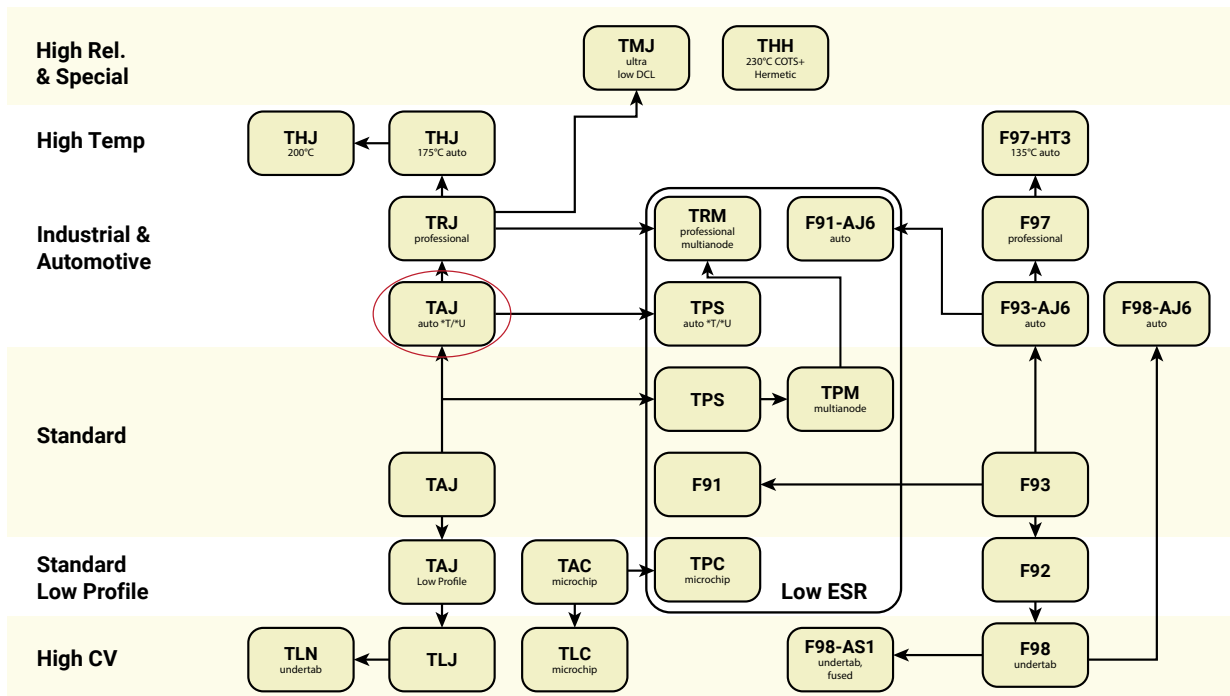 High Rel.
& Special
TMJ
ultra
low DCL
THH
230°C COTS+
Hermetic
High Temp
THJ
200°C
THJ
175°C auto
F97-HT3
135°C auto
Industrial &
Automotive
TRJ
professional
TRM
professional
multianode
F91-AJ6
auto
F97
professional
TAJ
auto *T/*U
TPS
auto *T/*U
F93-AJ6
auto
F98-AJ6
auto
Standard
TPS
TPM
multianode
TAJ
F91
F93
Standard
Low Profile
TAJ
Low Profile
TAC
microchip
TPC
microchip
Low ESR
F92
High CV
TLN
undertab
TLJ
TLC
microchip
F98-AS1
undertab,
fused
F98
undertab